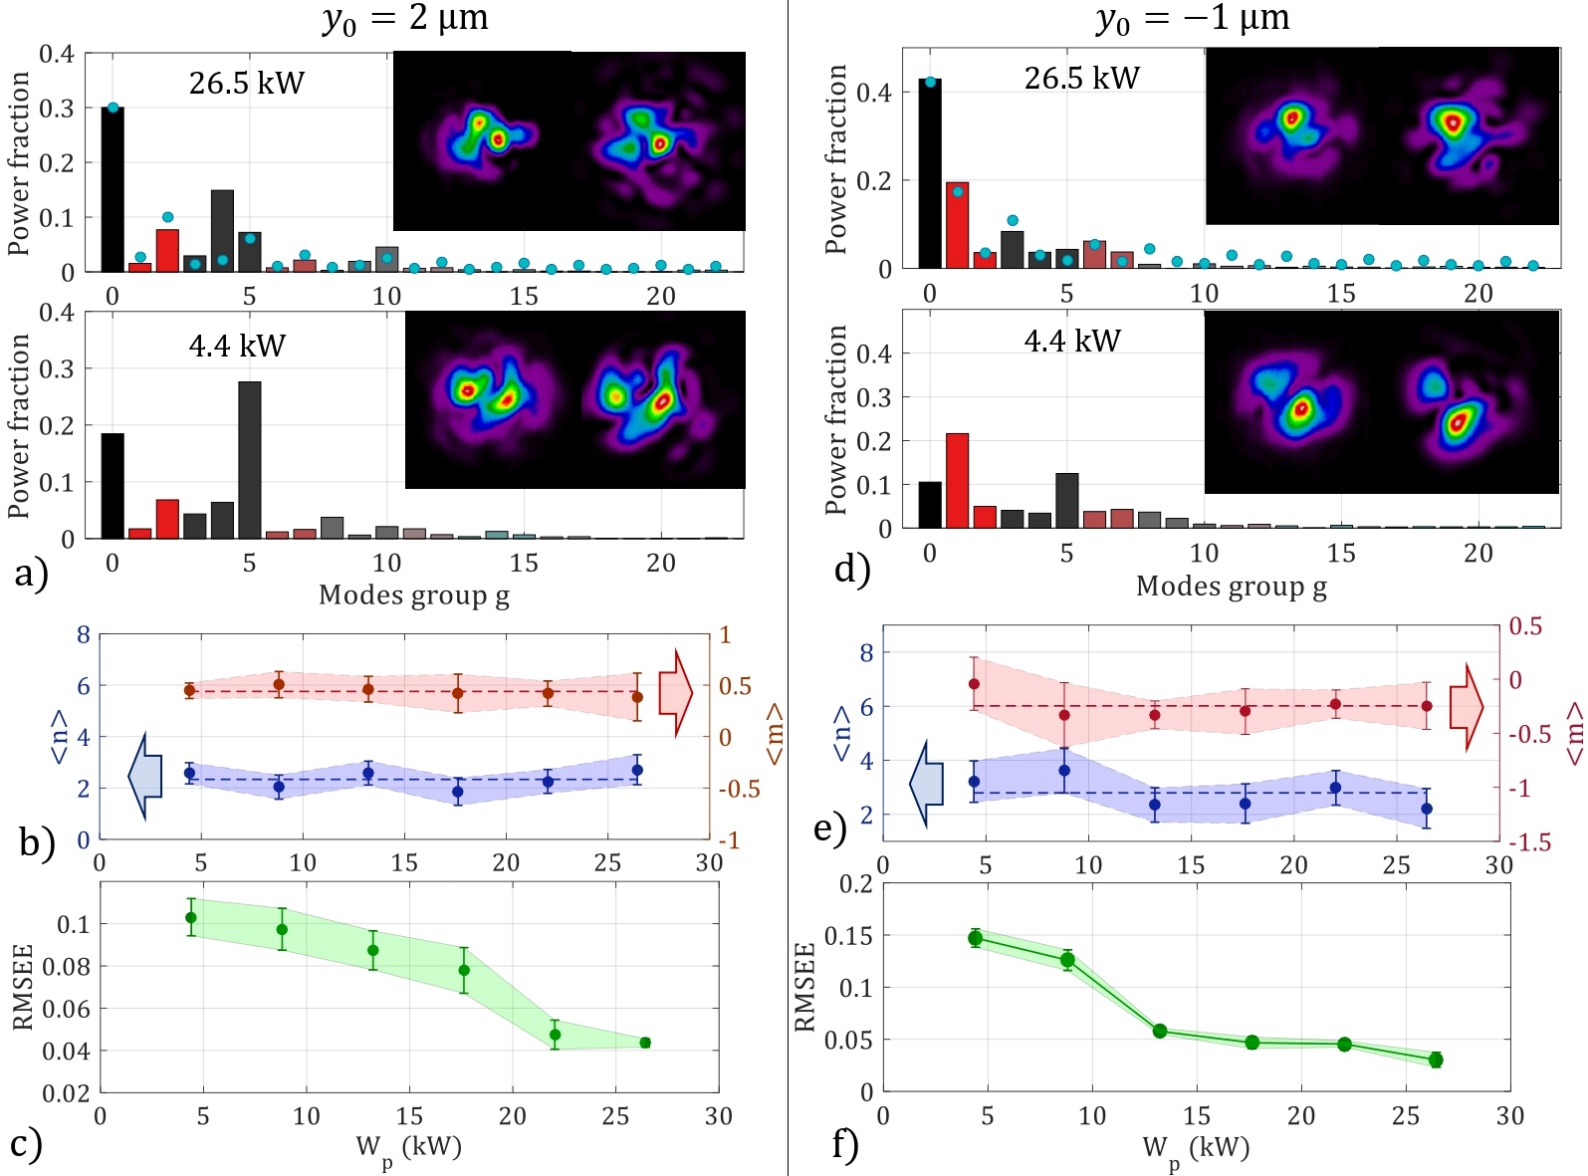 y₀ = 2 μm
0.4
0.3
0.2
0.1
0
Power fraction
26.5 kW
0 5 10 15 20
0.4
0.3
0.2
0.1
0
Power fraction
4.4 kW
0 5 10 15 20
a)
Modes group g
8
6
4
2
0
<n>
1
0.5
0
-0.5
-1
<m>
b)
0 5 10 15 20 25 30
0.1
0.08
0.06
0.04
0.02
RMSEE
0 5 10 15 20 25 30
c)
Wp (kW)
y₀ = −1 μm
0.4
0.2
0
Power fraction
26.5 kW
0 5 10 15 20
0.4
0.3
0.2
0.1
0
Power fraction
4.4 kW
0 5 10 15 20
d)
Modes group g
8
6
4
2
<n>
0.5
0
-0.5
-1
-1.5
<m>
e)
0 5 10 15 20 25 30
0.2
0.15
0.1
0.05
0
RMSEE
0 5 10 15 20 25 30
f)
Wp (kW)